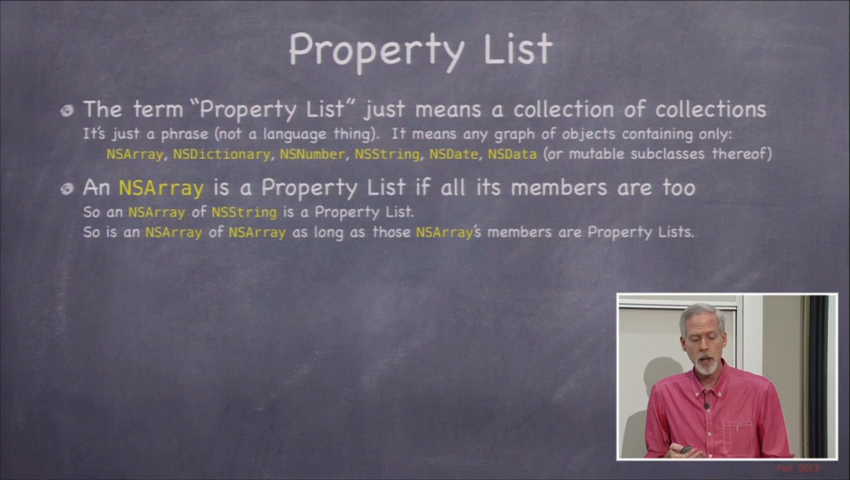 Property List
The term “Property List” just means a collection of collections
It's just a phrase (not a language thing). It means any graph of objects containing only:
NSArray, NSDictionary, NSNumber, NSString, NSDate, NSData (or mutable subclasses thereof)
An NSArray is a Property List if all its members are too
So an NSArray of NSString is a Property List.
So is an NSArray of NSArray as long as those NSArray's members are Property Lists.
Fall 2013